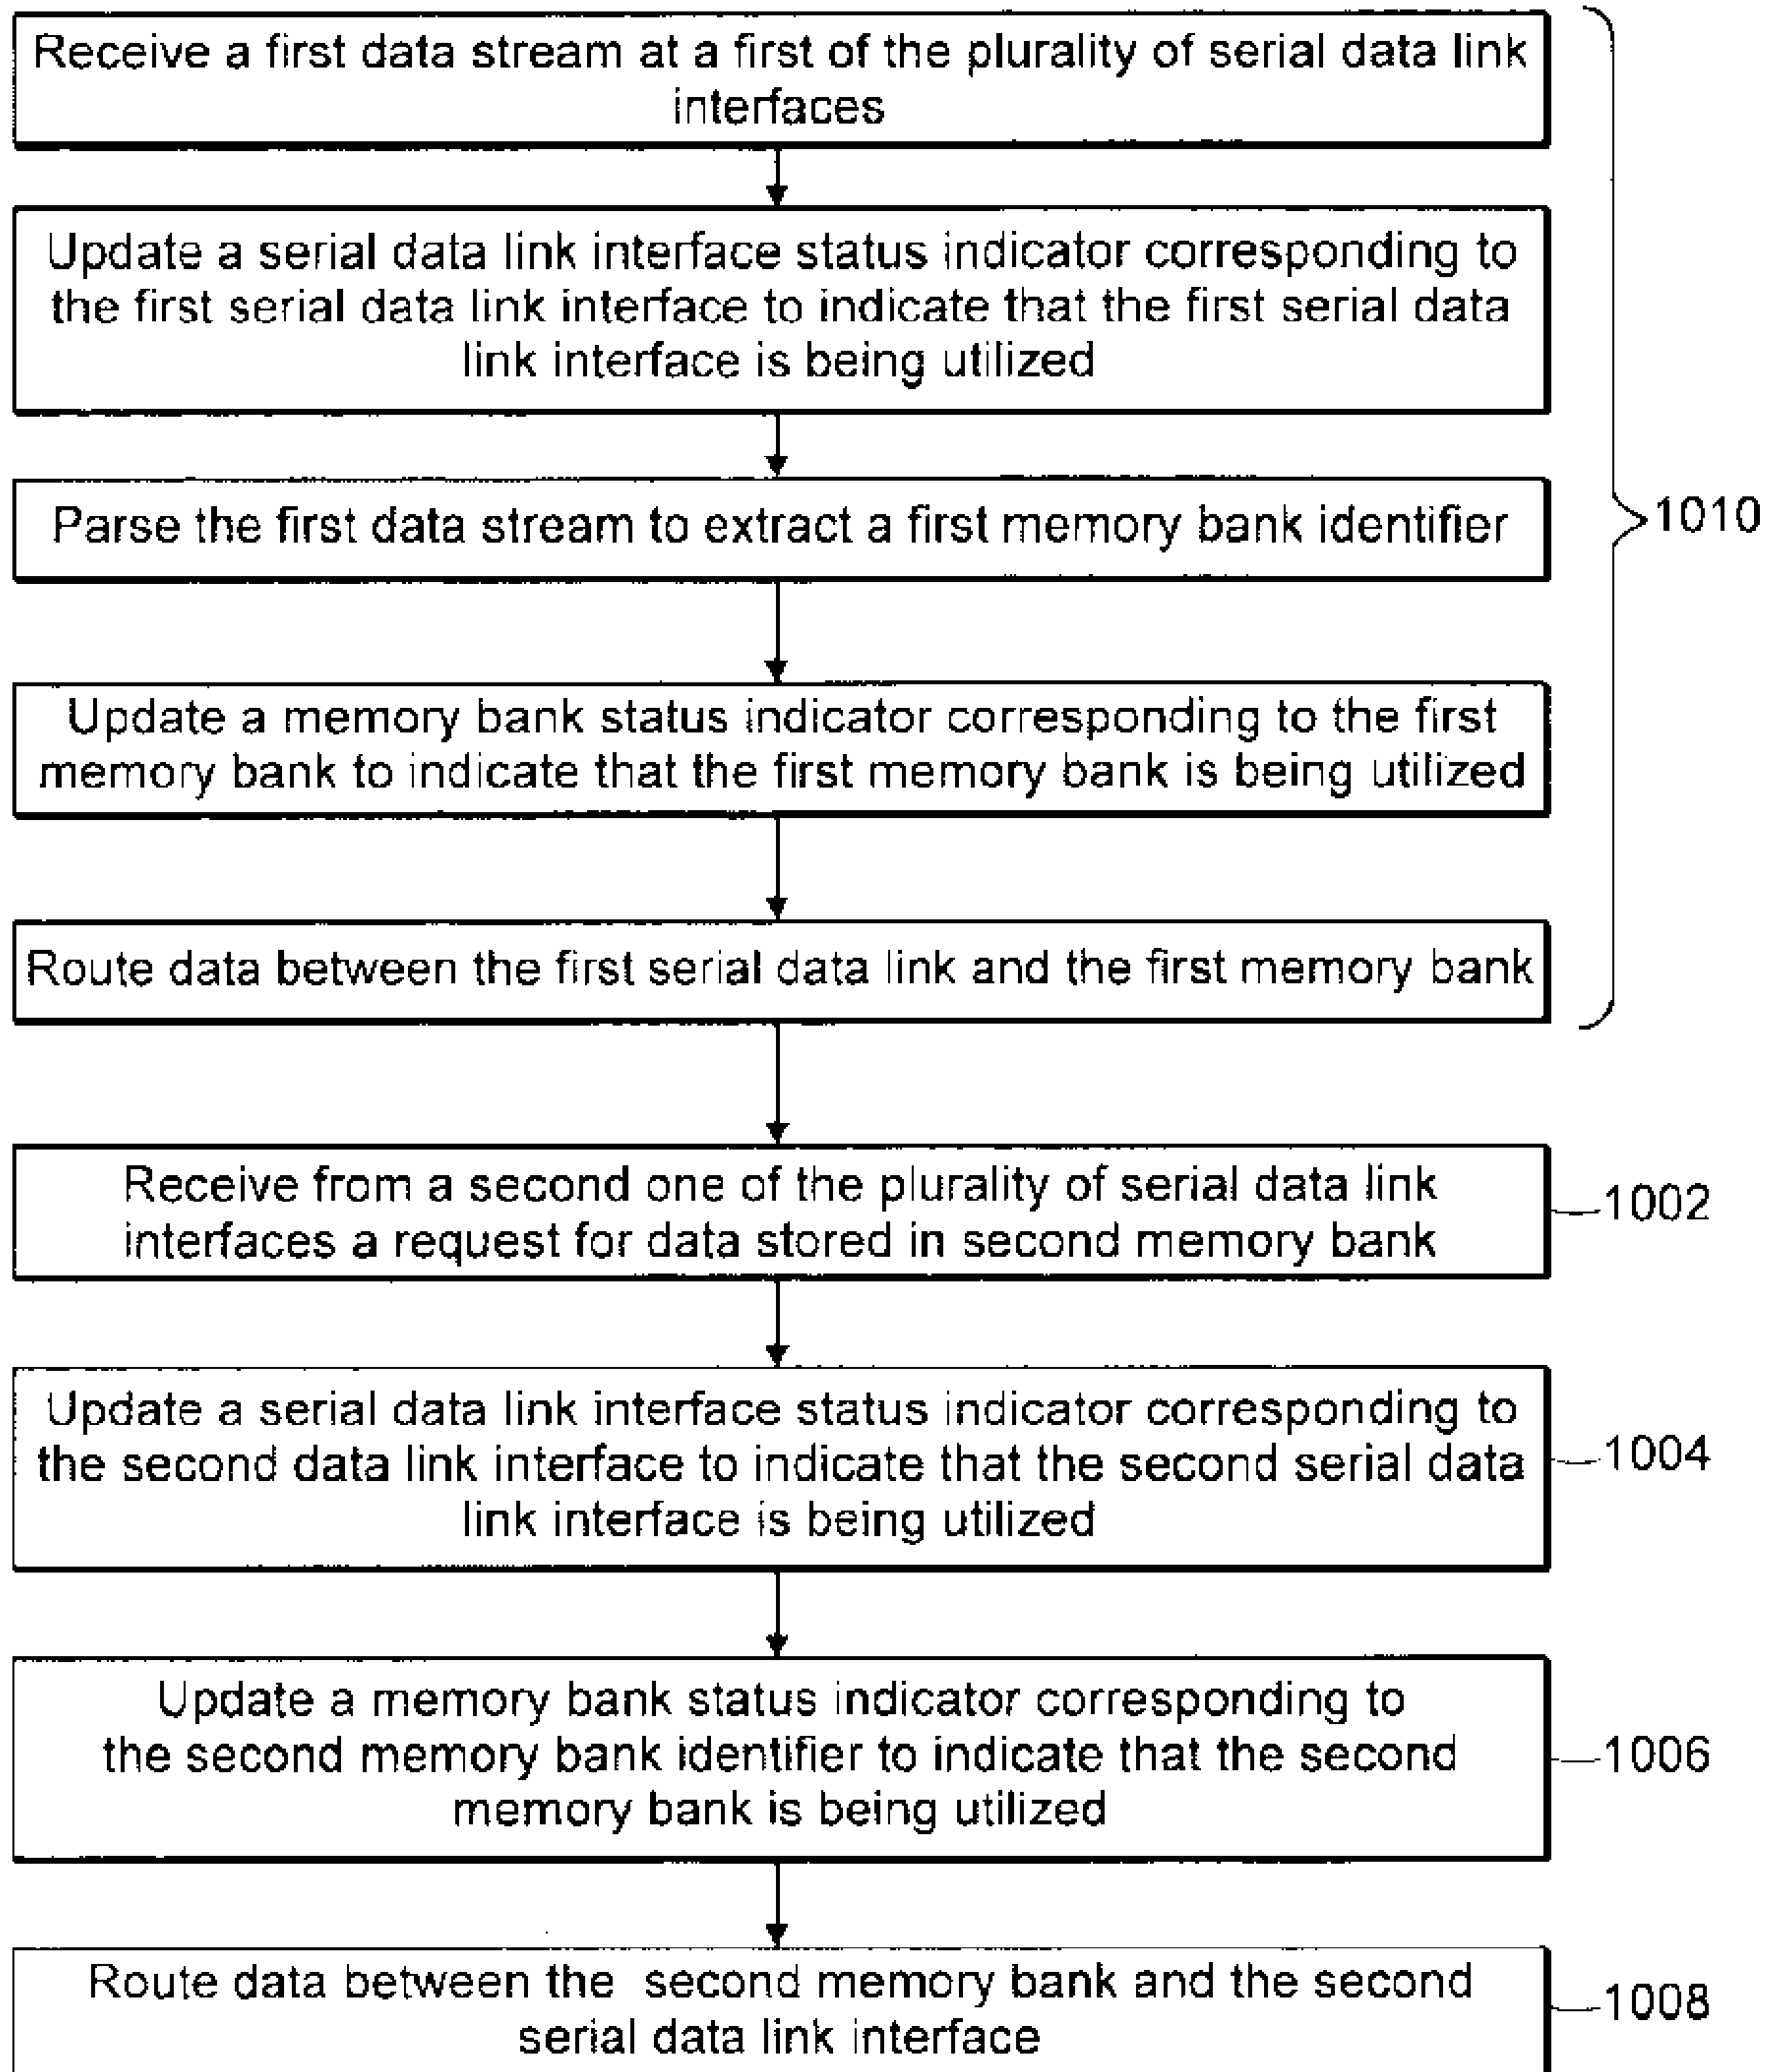 Receive a first data stream at a first of the plurality of serial data link
interfaces
Update a serial data link interface status indicator corresponding to
the first serial data link interface to indicate that the first serial data
link interface is being utilized
Parse the first data stream to extract a first memory bank identifier
1010
Update a memory bank status indicator corresponding to the first
memory bank to indicate that the first memory bank is being utilized
Route data between the first serial data link and the first memory bank
Receive from a second one of the plurality of serial data link
interfaces a request for data stored in second memory bank
1002
Update a serial data link interface status indicator corresponding to
the second data link interface to indicate that the second serial data
link interface is being utilized
1004
Update a memory bank status indicator corresponding to
the second memory bank identifier to indicate that the second
memory bank is being utilized
1006
Route data between the second memory bank and the second
serial data link interface
1008